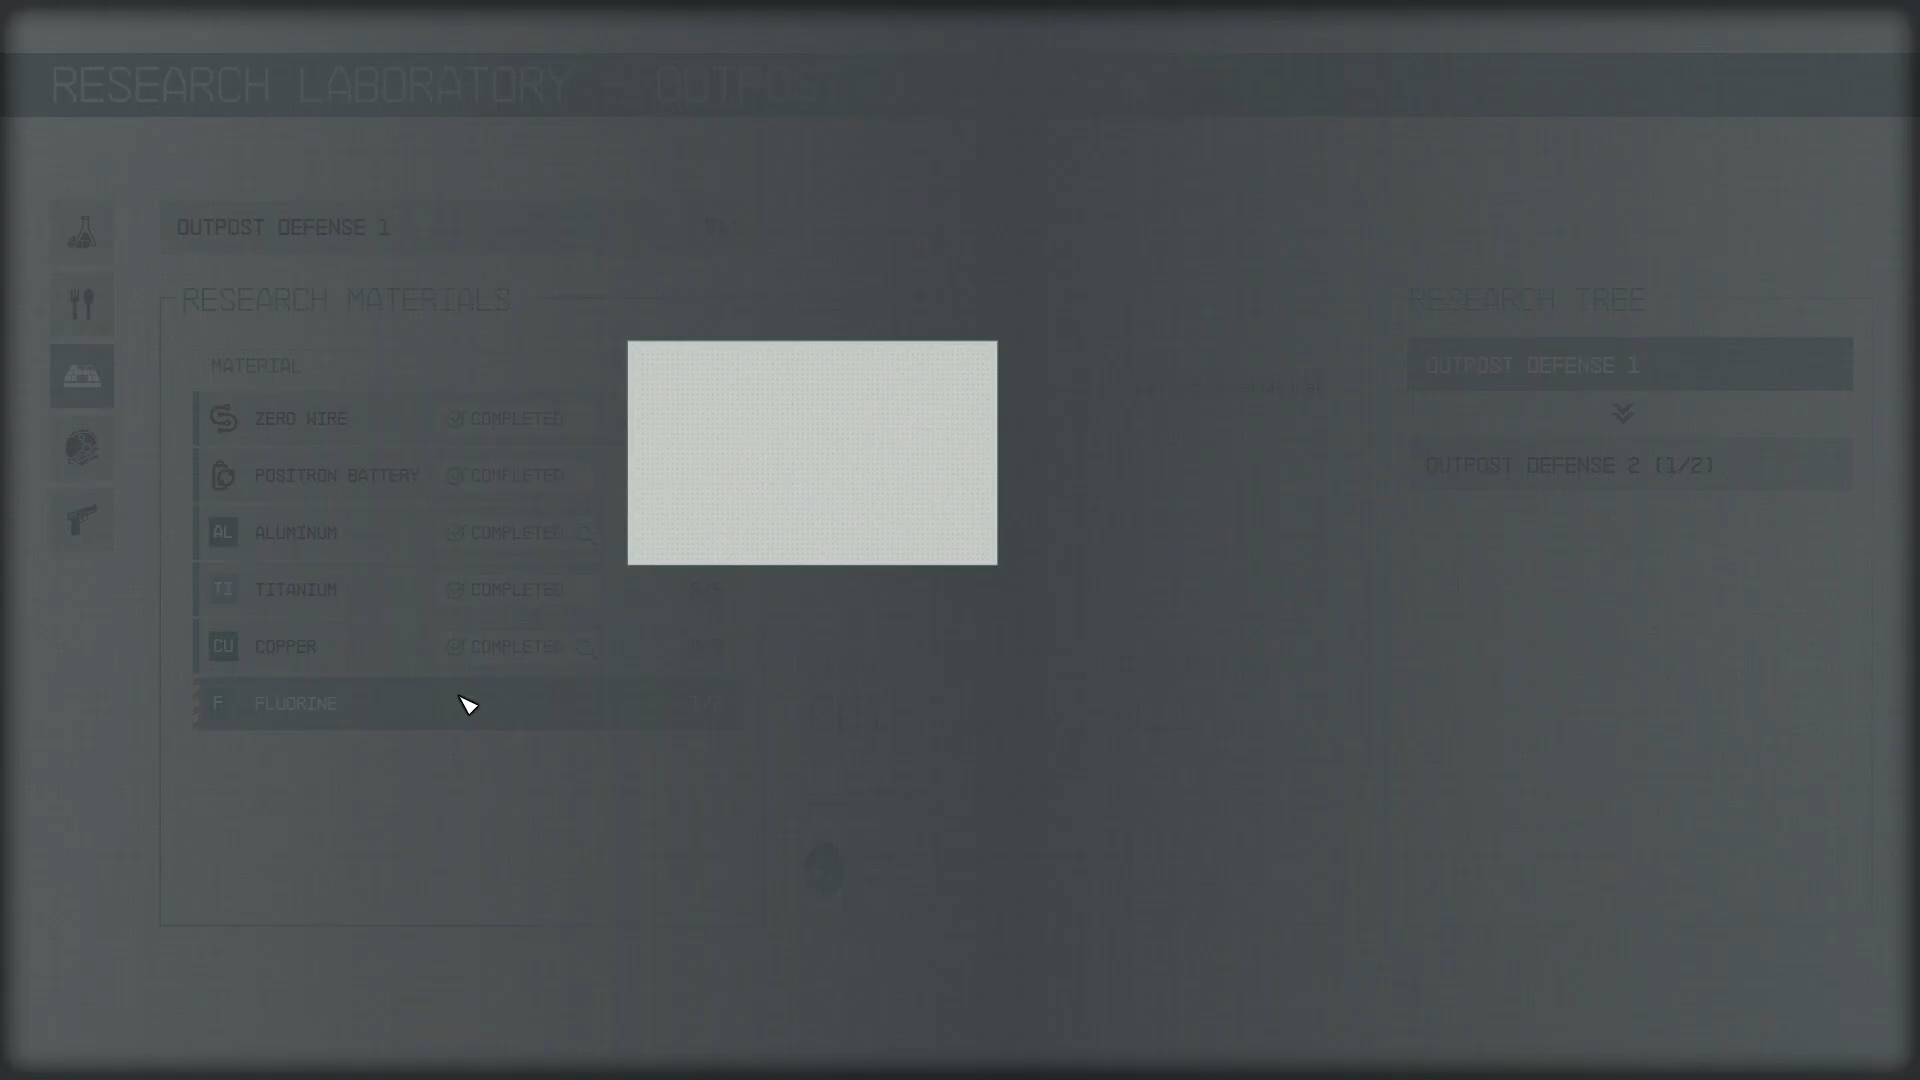 RESEARCH LABORATORY - OUTPOST
OUTPOST DEFENSE 1
RESEARCH MATERIALS
MATERIAL
ZERO WIRE COMPLETED
POSITRON BATTERY COMPLETED
AL ALUMINUM COMPLETED
TI TITANIUM COMPLETED
CU COPPER COMPLETED
F FLUORINE
RESEARCH TREE
OUTPOST DEFENSE 1
OUTPOST DEFENSE 2 (1/2)